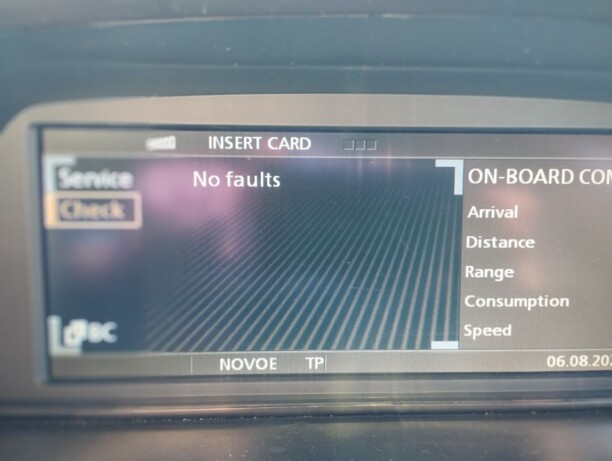 INSERT CARD
Service
No faults
ON-BOARD COM
Check
Arrival
Distance
Range
Consumption
Speed
BC
NOVOE TP
06.08.202